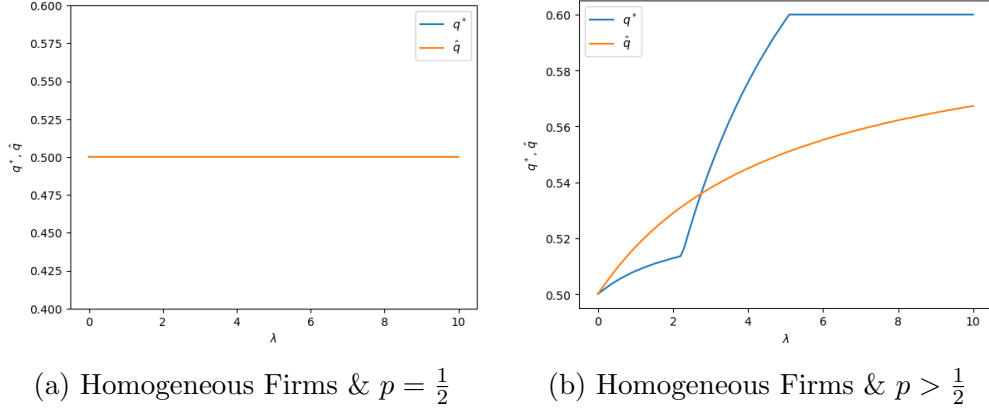 0.600
0.575
0.550
0.525
0.500
0.475
0.450
0.425
0.400
q*, q̂
0 2 4 6 8 10
λ
q*
q̂
0.60
0.58
0.56
0.54
0.52
0.50
q*, q̂
0 2 4 6 8 10
λ
q*
q̂
(a) Homogeneous Firms & p = 1/2
(b) Homogeneous Firms & p > 1/2